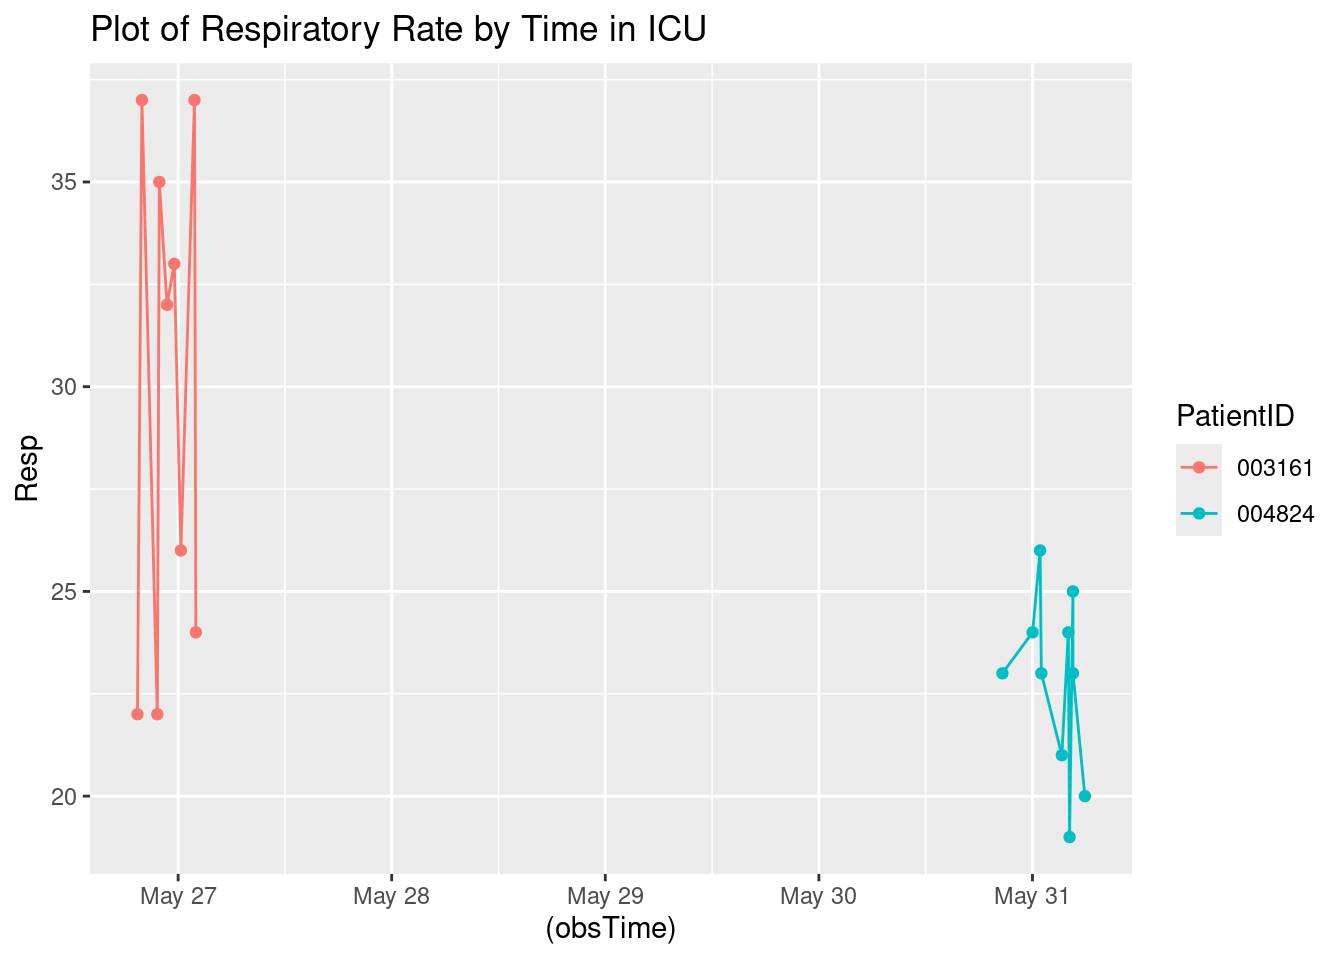 Plot of Respiratory Rate by Time in ICU
Resp
35
30
25
20
May 27
May 28
May 29
May 30
May 31
(obsTime)
PatientID
003161
004824